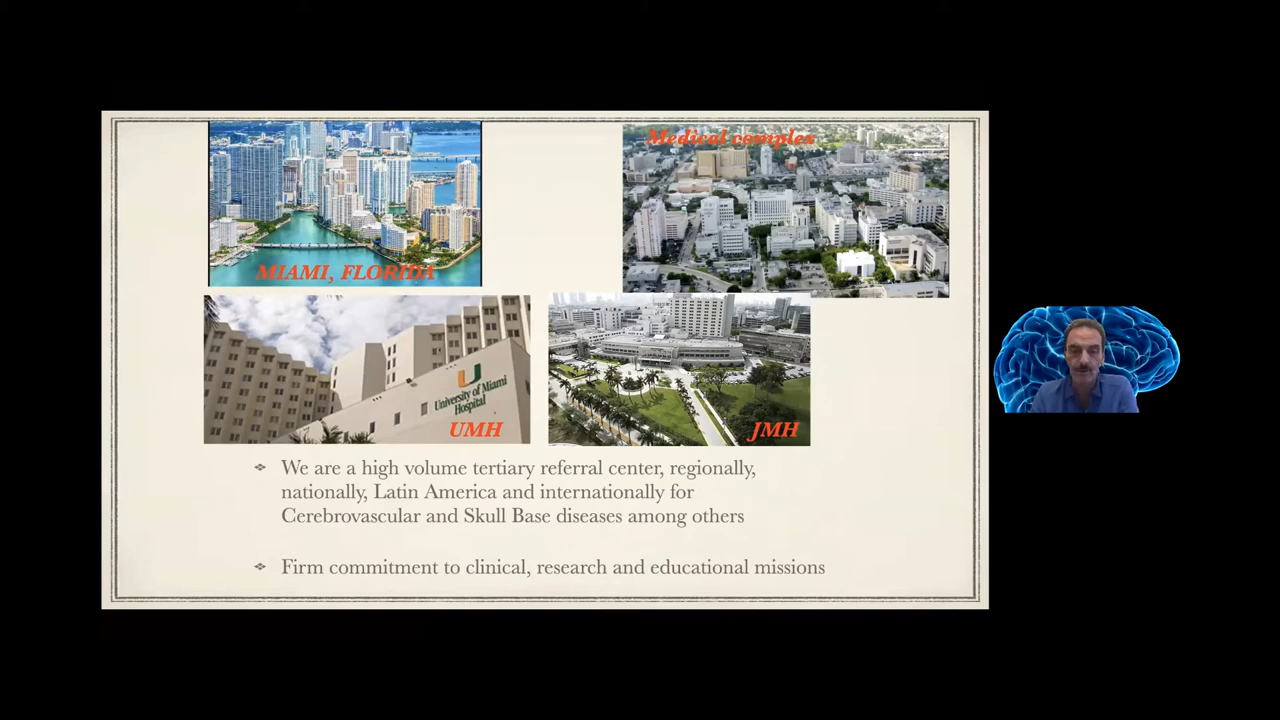 Medical complex
MIAMI, FLORIDA
University of Miami
Hospital
UMH
JMH
We are a high volume tertiary referral center, regionally,
nationally, Latin America and internationally for
Cerebrovascular and Skull Base diseases among others
Firm commitment to clinical, research and educational missions